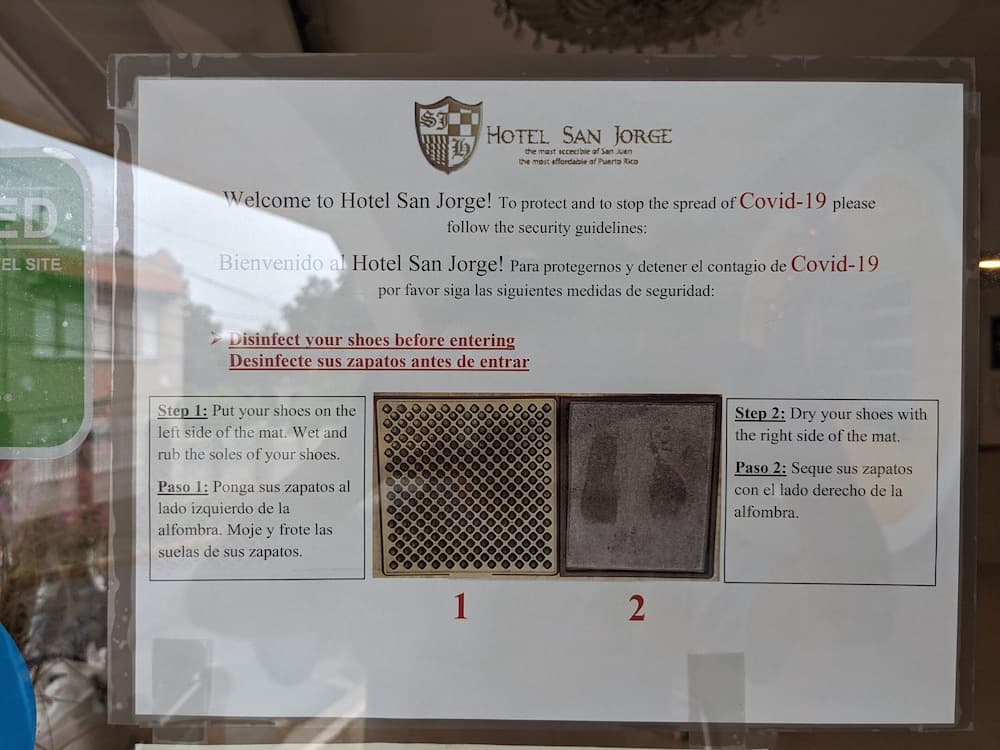 ED
EL SITE
SJ
H
HOTEL SAN JORGE
the most accecible of San Juan
the most affordable of Puerto Rico
Welcome to Hotel San Jorge! To protect and to stop the spread of Covid-19 please
follow the security guidelines:
Bienvenido al Hotel San Jorge! Para protegernos y detener el contagio de Covid-19
por favor siga las siguientes medidas de seguridad:
➢ Disinfect your shoes before entering
Desinfecte sus zapatos antes de entrar
Step 1: Put your shoes on the
left side of the mat. Wet and
rub the soles of your shoes.
Paso 1: Ponga sus zapatos al
lado izquierdo de la
alfombra. Moje y frote las
suelas de sus zapatos.
Step 2: Dry your shoes with
the right side of the mat.
Paso 2: Seque sus zapatos
con el lado derecho de la
alfombra.
1
2